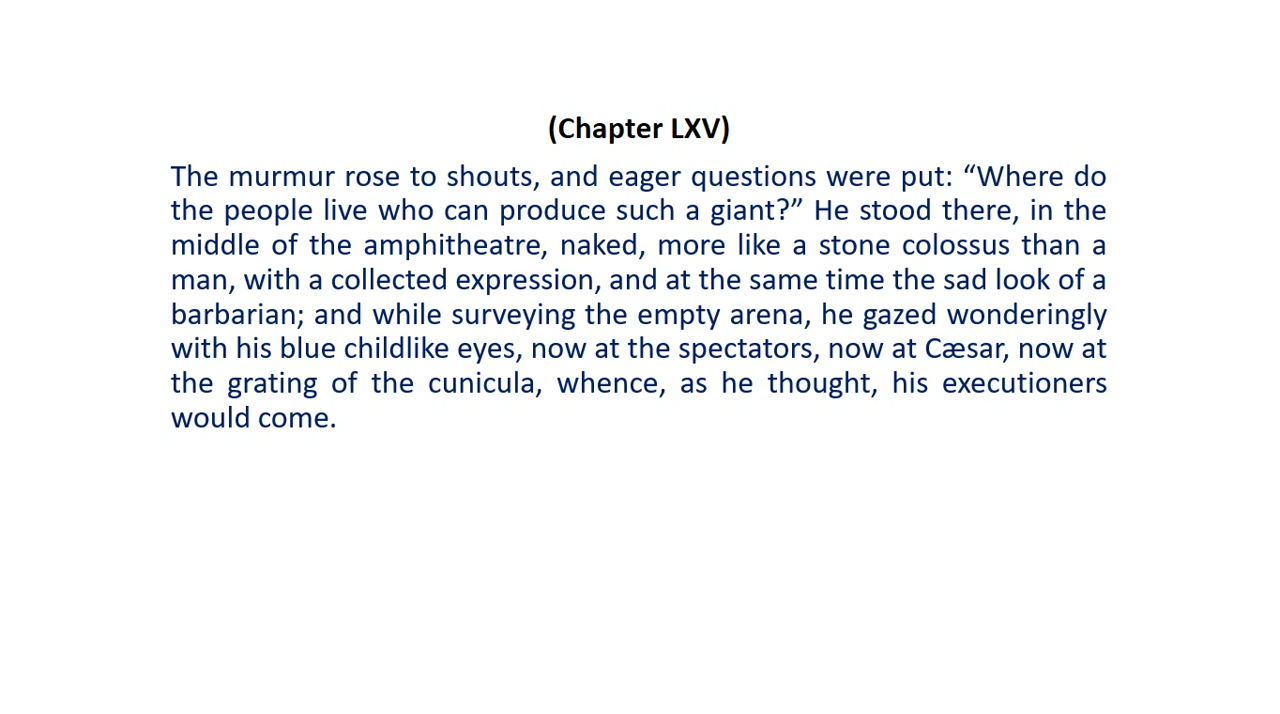 (Chapter LXV)
The murmur rose to shouts, and eager questions were put: “Where do
the people live who can produce such a giant?” He stood there, in the
middle of the amphitheatre, naked, more like a stone colossus than a
man, with a collected expression, and at the same time the sad look of a
barbarian; and while surveying the empty arena, he gazed wonderingly
with his blue childlike eyes, now at the spectators, now at Cæsar, now at
the grating of the cunicula, whence, as he thought, his executioners
would come.